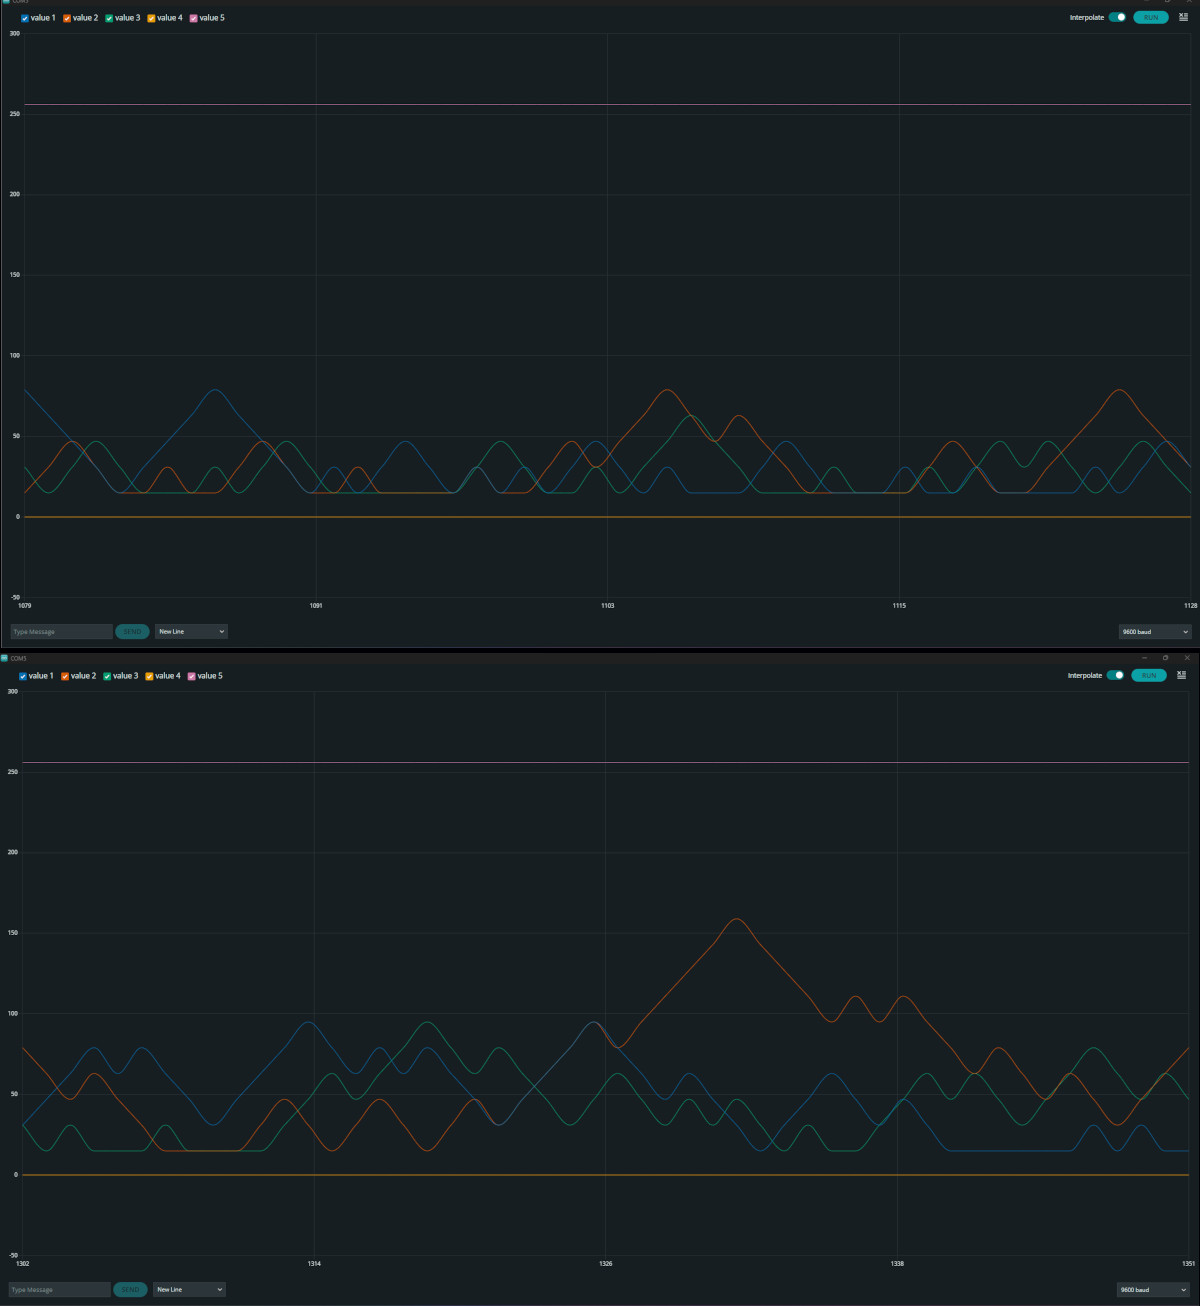 COM5
value 1 value 2 value 3 value 4 value 5 Interpolate RUN
300
250
200
150
100
50
0
-50
1079 1091 1103 1115 1128
Type Message SEND New Line 9600 baud
COM5
value 1 value 2 value 3 value 4 value 5 Interpolate RUN
300
250
200
150
100
50
0
-50
1302 1314 1326 1338 1351
Type Message SEND New Line 9600 baud